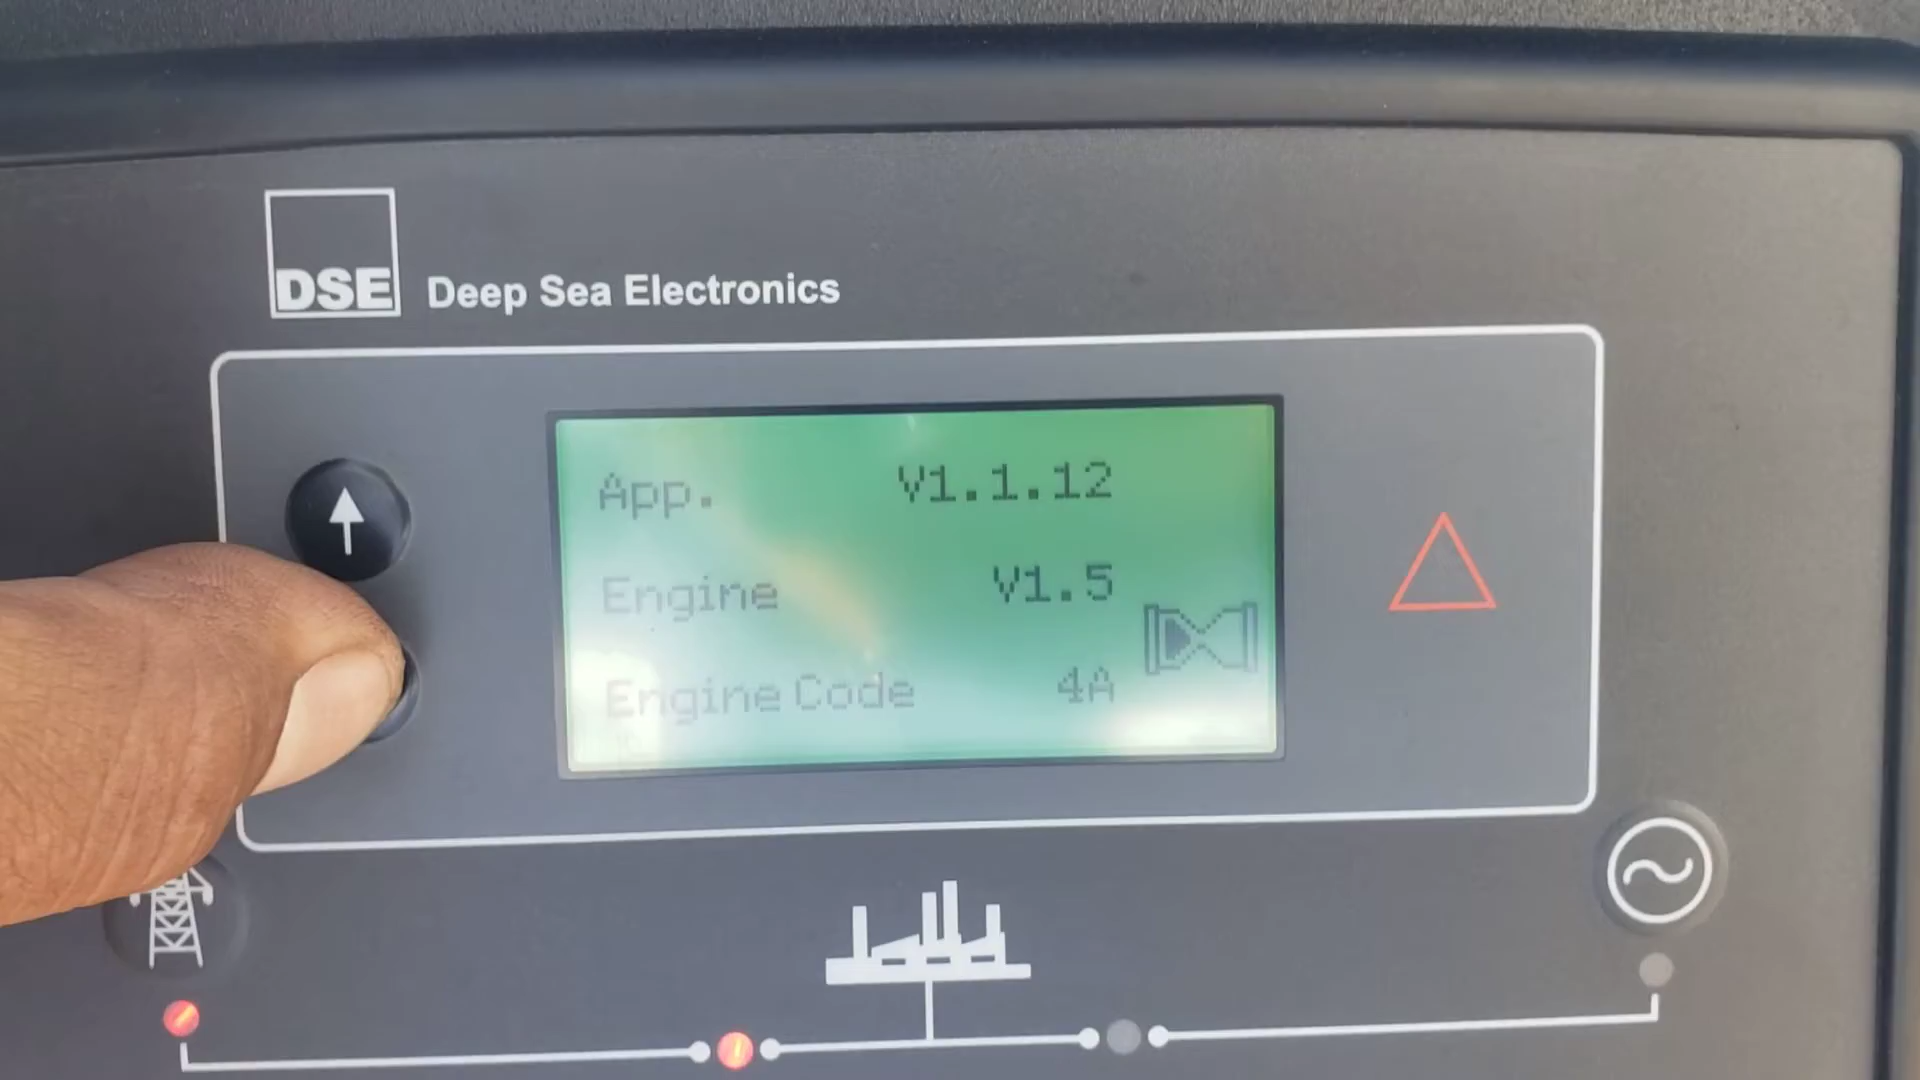 DSE Deep Sea Electronics
App. V1.1.12
Engine V1.5
Engine Code 4A